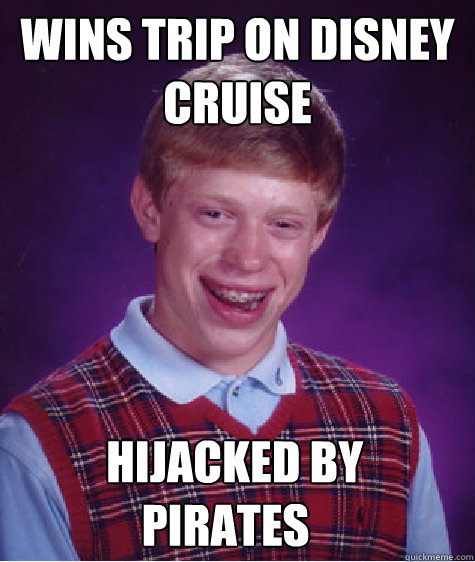 WINS TRIP ON DISNEY
CRUISE
HIJACKED BY
PIRATES
quickmeme.com